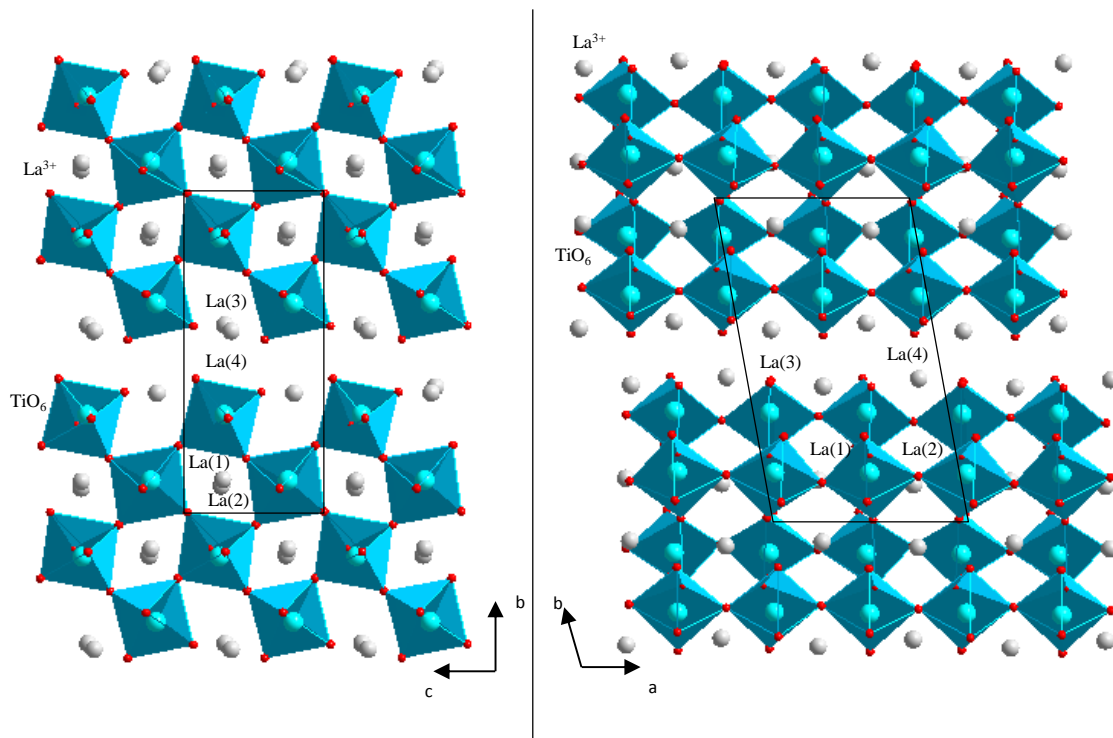 La³⁺
La(3)
La(4)
TiO₆
La(1)
La(2)
b
c
La³⁺
TiO₆
La(3)
La(4)
La(1)
La(2)
b
a